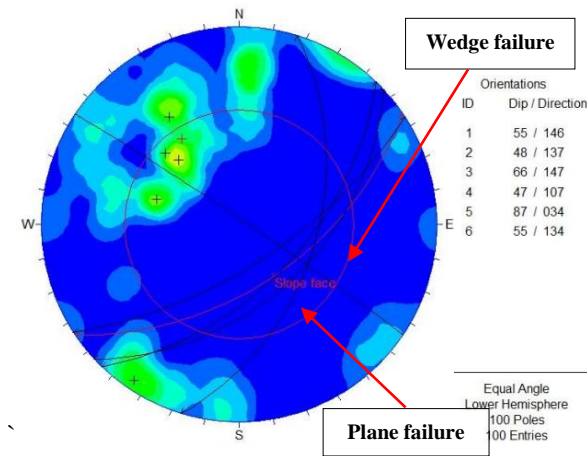 N
Wedge failure
Orientations
ID Dip / Direction
1 55 / 146
2 48 / 137
3 66 / 147
4 47 / 107
5 87 / 034
6 55 / 134
W
E
Slope face
Equal Angle
Lower Hemisphere
100 Poles
100 Entries
Plane failure
S
`